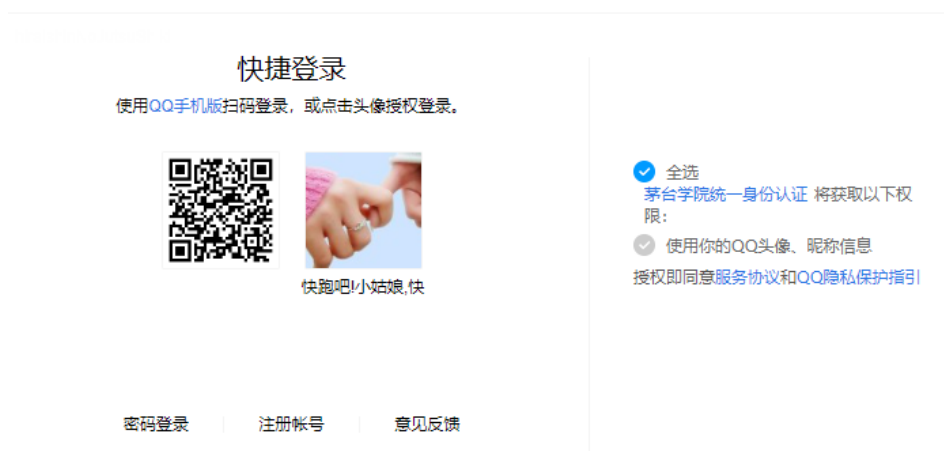 快捷登录
使用QQ手机版扫码登录，或点击头像授权登录。
快跑吧!小姑娘,快
密码登录
注册帐号
意见反馈
全选
茅台学院统一身份认证 将获取以下权
限：
使用你的QQ头像、昵称信息
授权即同意服务协议和QQ隐私保护指引